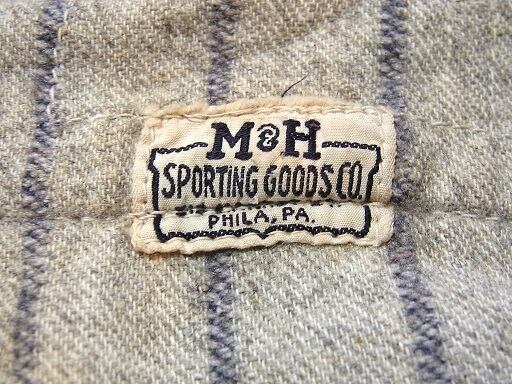 M&H
SPORTING GOODS CO.
PHILA, PA.